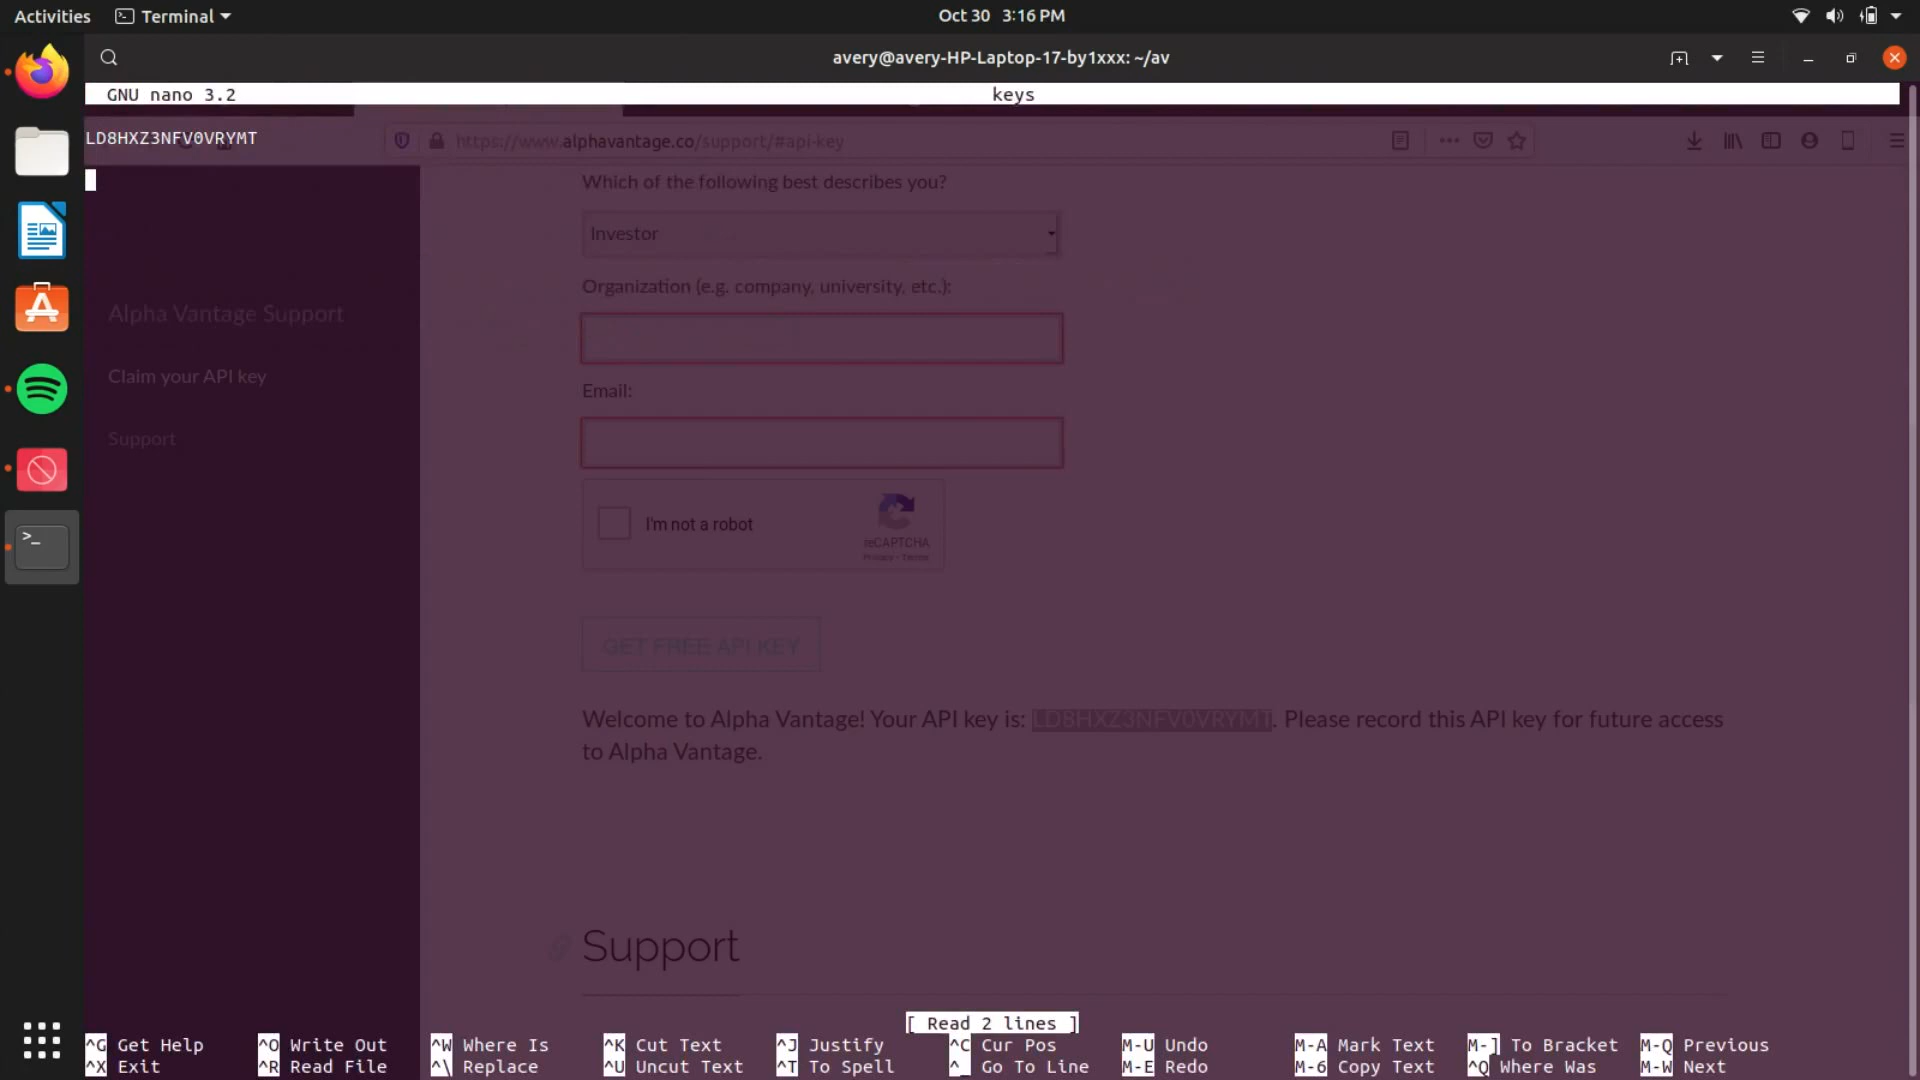 Activities Terminal Oct 30 3:16 PM
avery@avery-HP-Laptop-17-by1xxx: ~/av
GNU nano 3.2 keys
LD8HXZ3NFV0VRYMT
https://www.alphavantage.co/support/#api-key
Which of the following best describes you?
Investor
Organization (e.g. company, university, etc.):
Alpha Vantage Support
Claim your API key
Email:
Support
I'm not a robot
reCAPTCHA
Privacy - Terms
GET FREE API KEY
Welcome to Alpha Vantage! Your API key is: LD8HXZ3NFV0VRYMT. Please record this API key for future access
to Alpha Vantage.
Support
[ Read 2 lines ]
^G Get Help ^O Write Out ^W Where Is ^K Cut Text ^J Justify ^C Cur Pos M-U Undo M-A Mark Text M-] To Bracket M-Q Previous
^X Exit ^R Read File ^\ Replace ^U Uncut Text ^T To Spell ^_ Go To Line M-E Redo M-6 Copy Text ^Q Where Was M-W Next